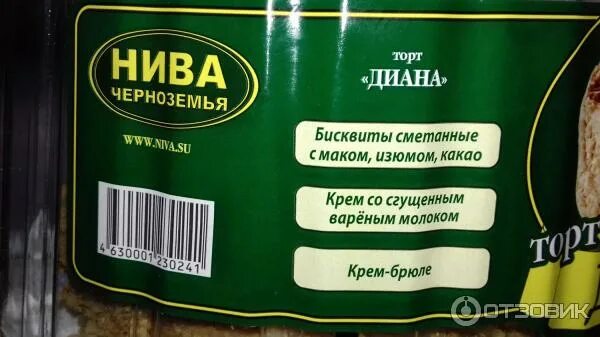 НИВА
ЧЕРНОЗЕМЬЯ
WWW.NIVA.SU
торт
«ДИАНА»
Бисквиты сметанные
с маком, изюмом, какао
Крем со сгущенным
варёным молоком
Крем-брюле
4 630001 230241
торт
ОТЗОВИК